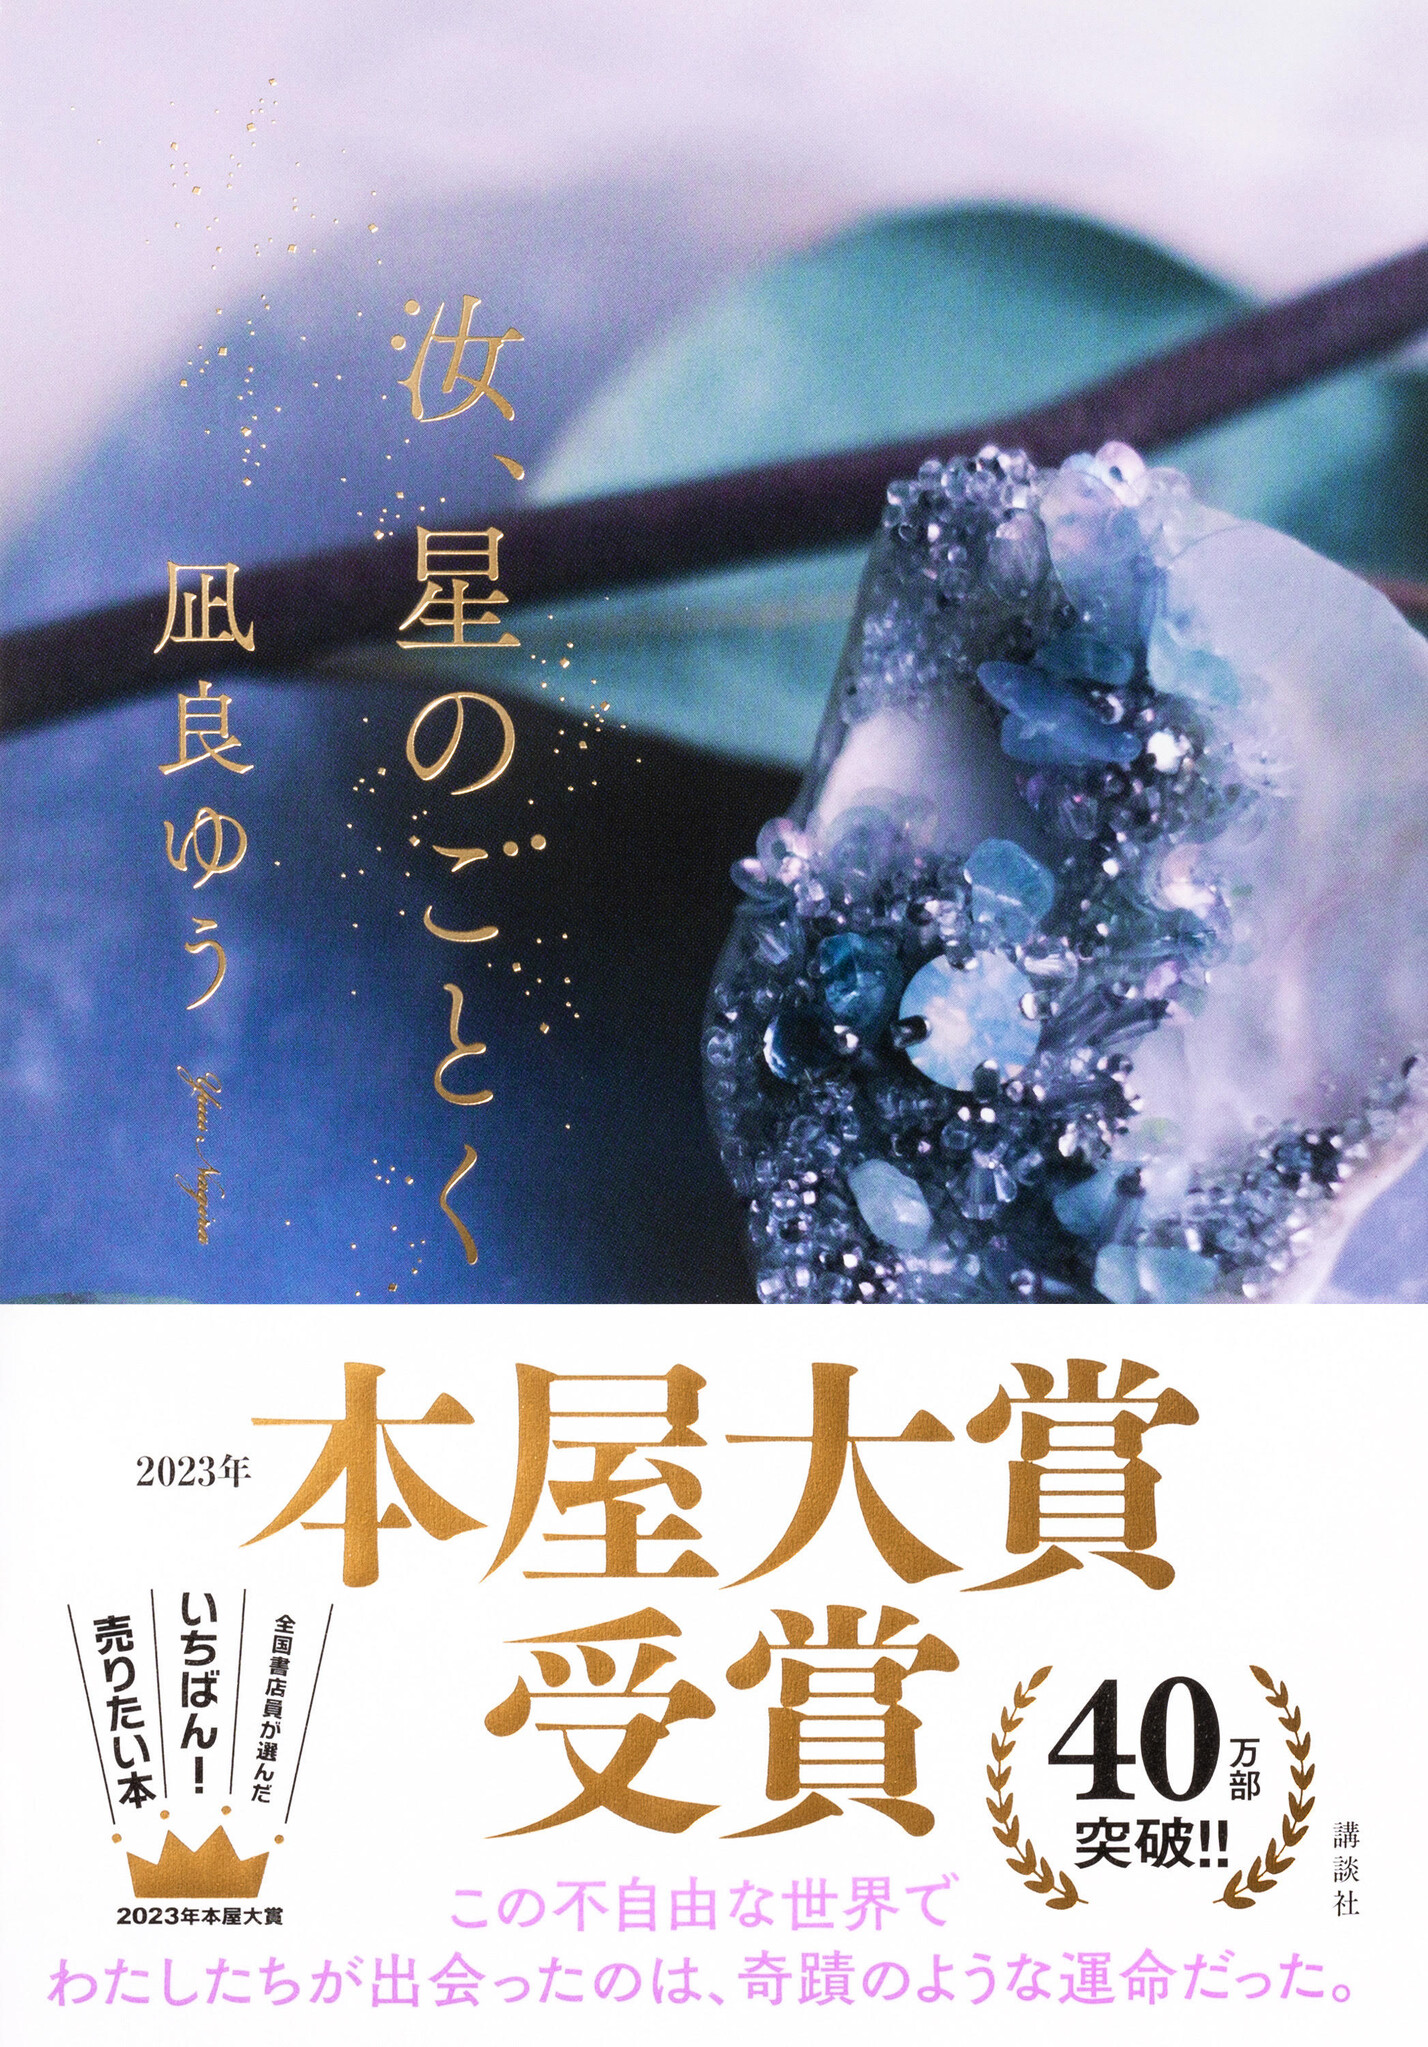 汝、星のごとく
凪良ゆう
Yuu Nagira
2023年
本屋大賞
受賞
全国書店員が選んだ
いちばん!
売りたい本
2023年本屋大賞
40万部
突破!!
講談社
この不自由な世界で
わたしたちが出会ったのは、奇蹟のような運命だった。